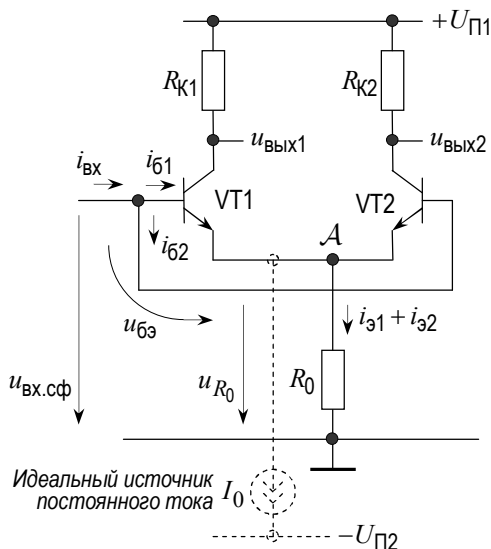 +U_П1
R_К1
R_К2
u_вых1
u_вых2
i_вх
i_б1
VT1
VT2
i_б2
𝒜
u_бэ
i_э1 + i_э2
u_вх.сф
u_R0
R_0
Идеальный источник
постоянного тока
I_0
−U_П2